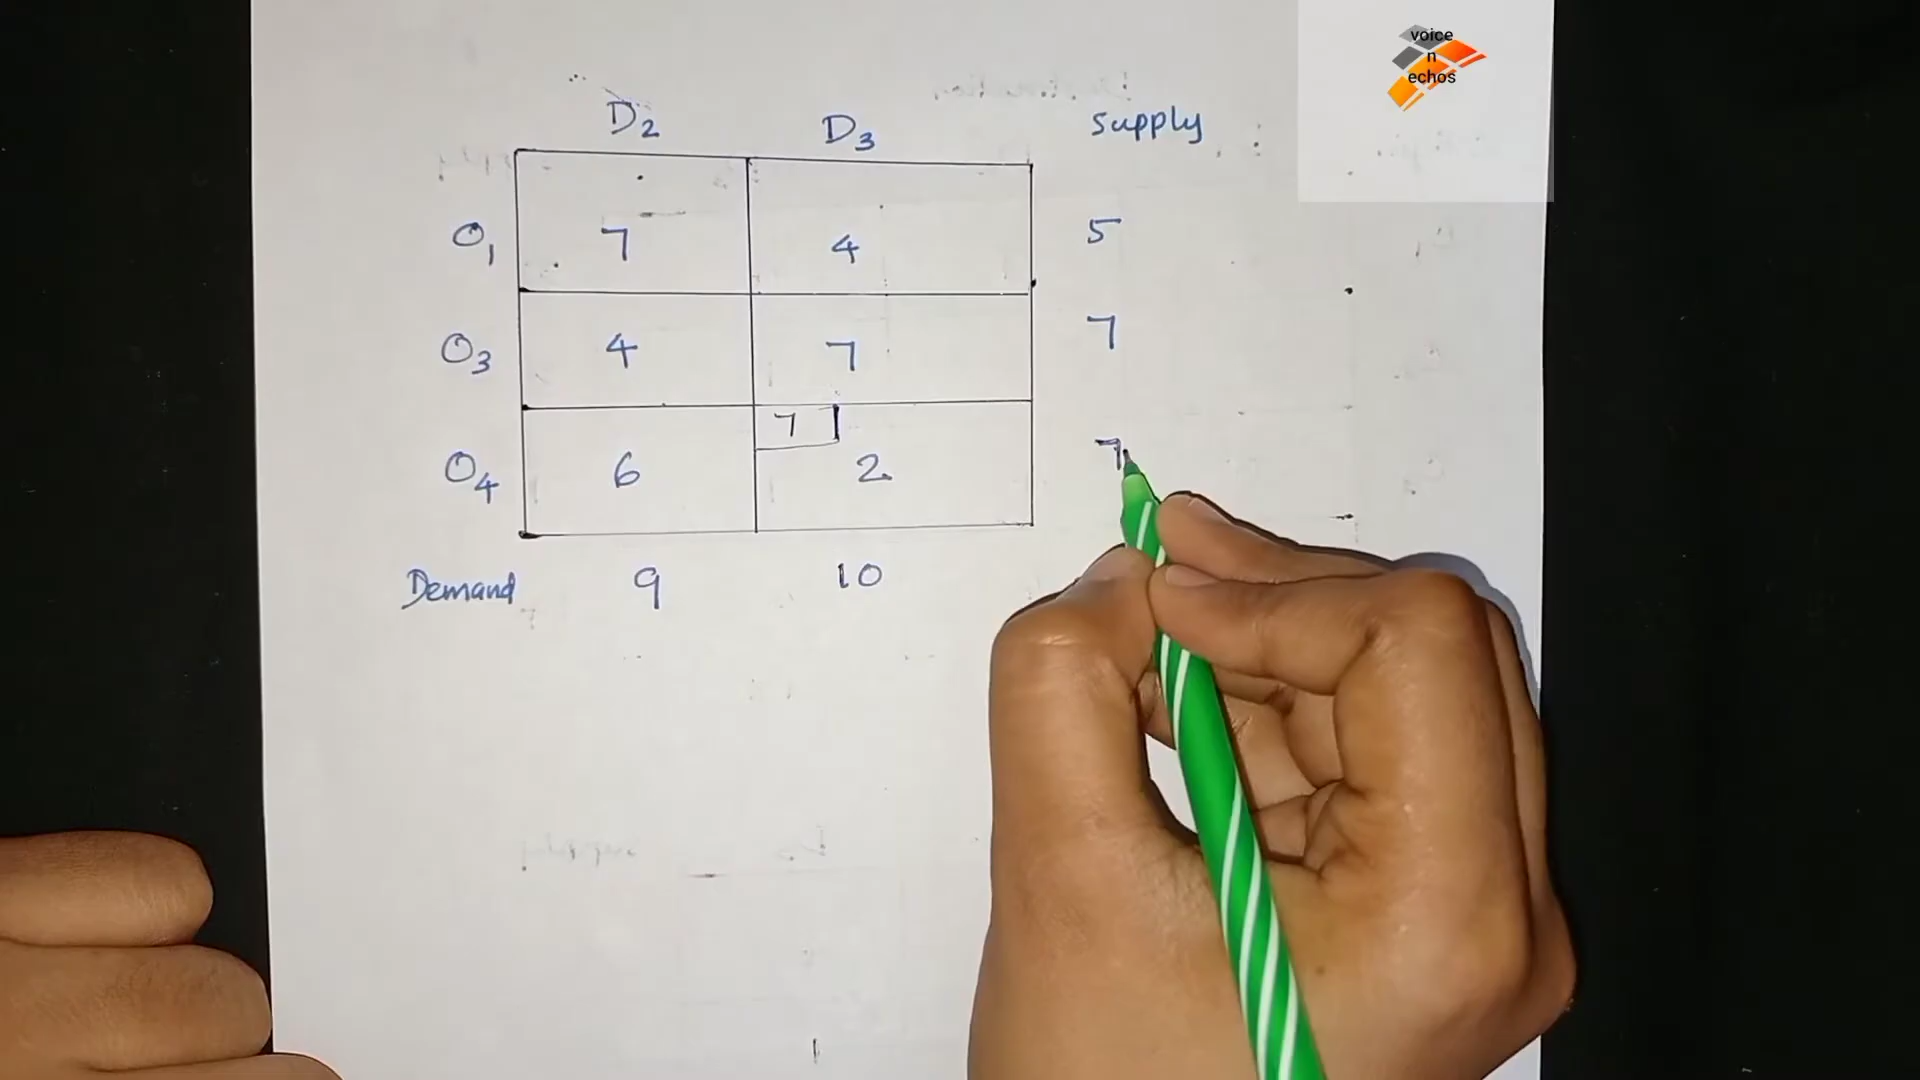 voice
n
echos
D2 D3 supply
O1 7 4 5
O3 4 7 7
7
O4 6 2 7
Demand 9 10